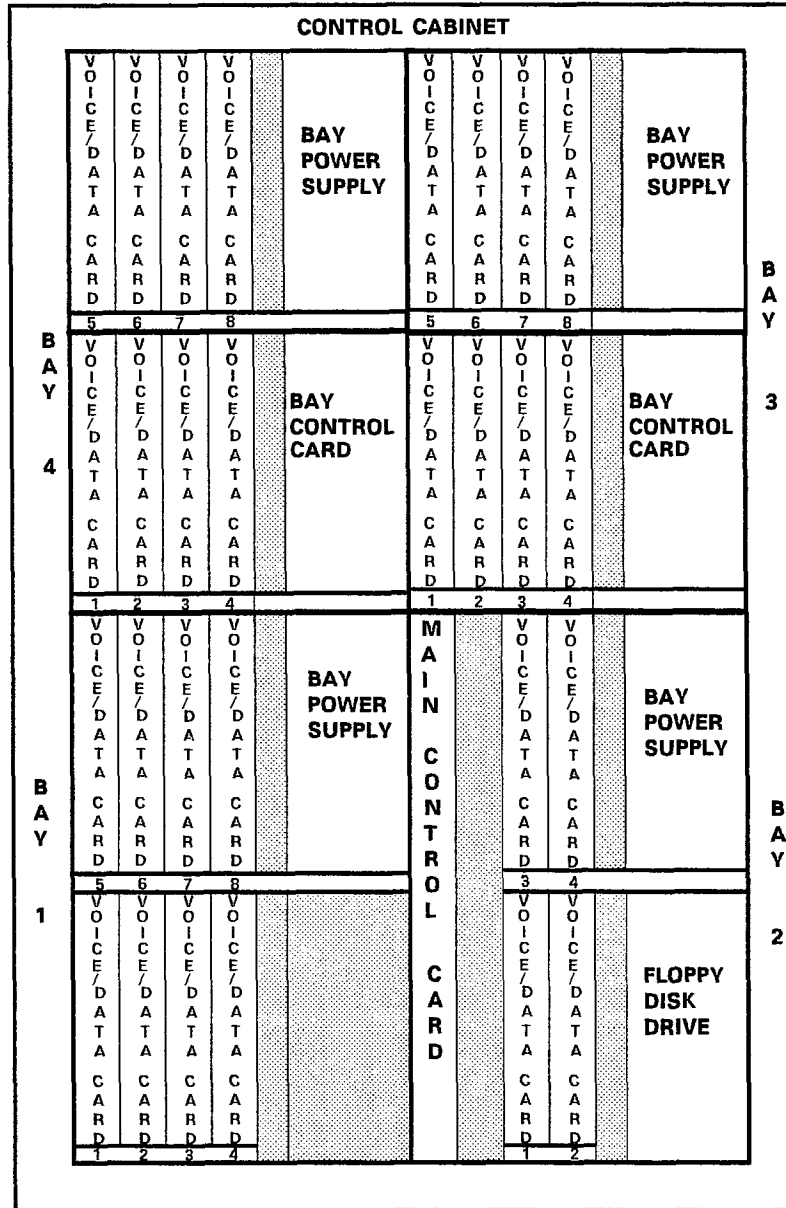 CONTROL CABINET
VOICE/DATA CARD
VOICE/DATA CARD
VOICE/DATA CARD
VOICE/DATA CARD
BAY
POWER
SUPPLY
VOICE/DATA CARD
VOICE/DATA CARD
VOICE/DATA CARD
VOICE/DATA CARD
BAY
POWER
SUPPLY
5 6 7 8
5 6 7 8
BAY 4
VOICE/DATA CARD
VOICE/DATA CARD
VOICE/DATA CARD
VOICE/DATA CARD
BAY
CONTROL
CARD
VOICE/DATA CARD
VOICE/DATA CARD
VOICE/DATA CARD
VOICE/DATA CARD
BAY
CONTROL
CARD
BAY 3
1 2 3 4
1 2 3 4
BAY 1
VOICE/DATA CARD
VOICE/DATA CARD
VOICE/DATA CARD
VOICE/DATA CARD
BAY
POWER
SUPPLY
MAIN CONTROL CARD
VOICE/DATA CARD
VOICE/DATA CARD
BAY
POWER
SUPPLY
BAY 2
5 6 7 8
3 4
VOICE/DATA CARD
VOICE/DATA CARD
VOICE/DATA CARD
VOICE/DATA CARD
VOICE/DATA CARD
VOICE/DATA CARD
FLOPPY
DISK
DRIVE
1 2 3 4
1 2